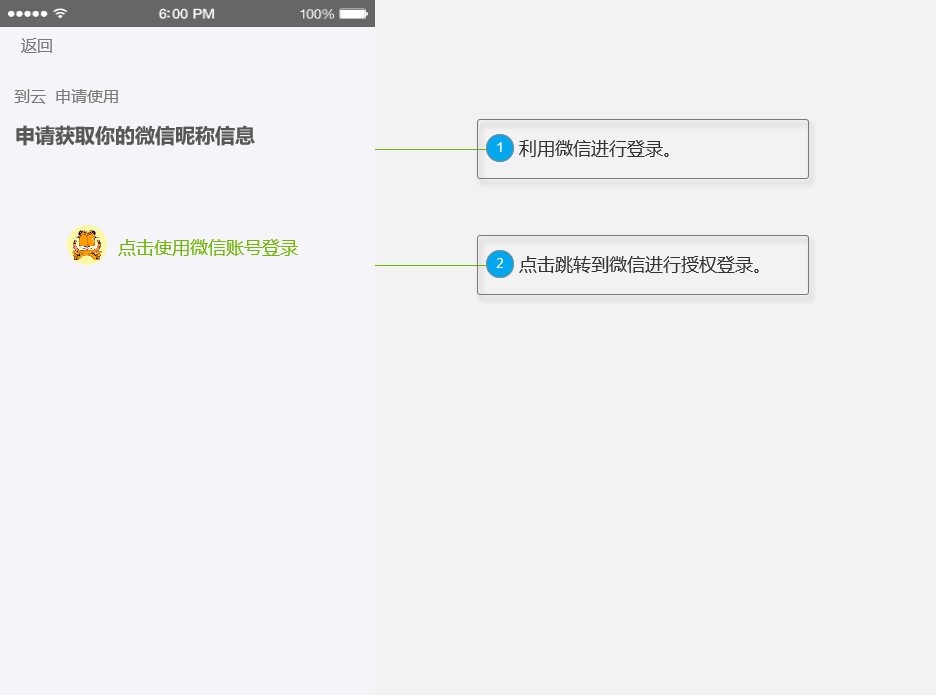 6:00 PM 100%
返回
到云 申请使用
申请获取你的微信昵称信息
1 利用微信进行登录。
点击使用微信账号登录
2 点击跳转到微信进行授权登录。